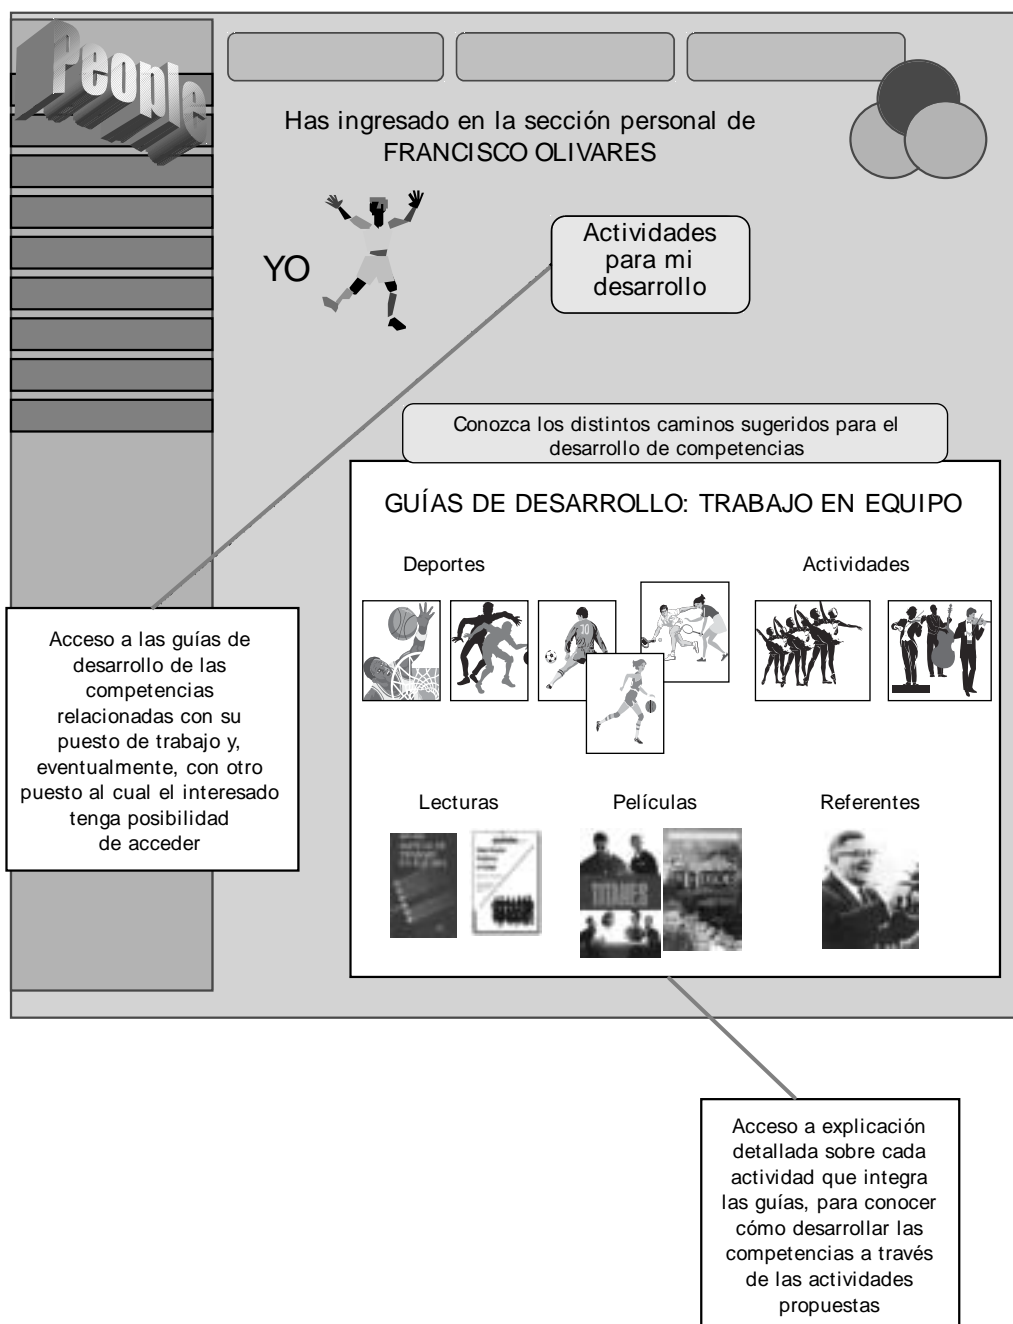 People
Has ingresado en la sección personal de
FRANCISCO OLIVARES
YO
Actividades
para mi
desarrollo
Conozca los distintos caminos sugeridos para el
desarrollo de competencias
GUÍAS DE DESARROLLO: TRABAJO EN EQUIPO
Deportes
Actividades
Acceso a las guías de
desarrollo de las
competencias
relacionadas con su
puesto de trabajo y,
eventualmente, con otro
puesto al cual el interesado
tenga posibilidad
de acceder
Lecturas
Películas
Referentes
TITANES
Acceso a explicación
detallada sobre cada
actividad que integra
las guías, para conocer
cómo desarrollar las
competencias a través
de las actividades
propuestas